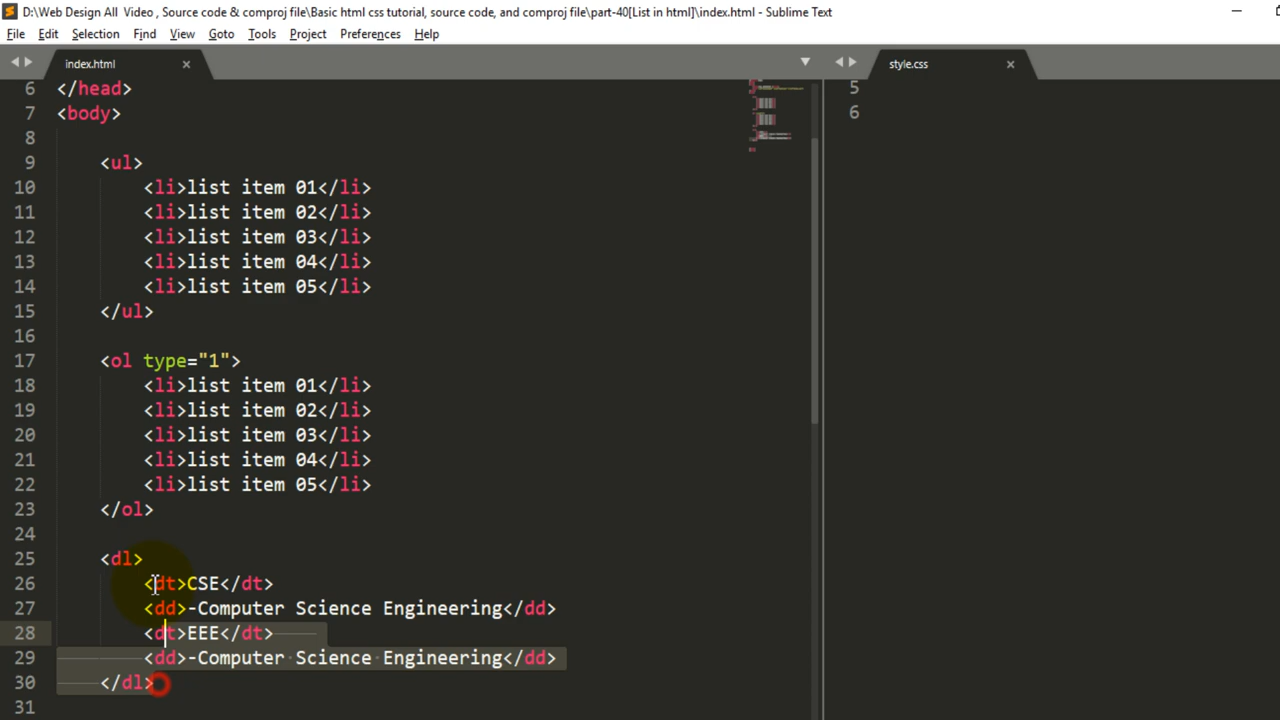 D:\Web Design All  Video , Source code & comproj file\Basic html css tutorial, source code, and comproj file\part-40[List in html]\index.html - Sublime Text
File Edit Selection Find View Goto Tools Project Preferences Help
index.html
style.css
6 </head>
7 <body>
8
9 <ul>
10 <li>list item 01</li>
11 <li>list item 02</li>
12 <li>list item 03</li>
13 <li>list item 04</li>
14 <li>list item 05</li>
15 </ul>
16
17 <ol type="1">
18 <li>list item 01</li>
19 <li>list item 02</li>
20 <li>list item 03</li>
21 <li>list item 04</li>
22 <li>list item 05</li>
23 </ol>
24
25 <dl>
26 <dt>CSE</dt>
27 <dd>-Computer Science Engineering</dd>
28 <dt>EEE</dt>
29 <dd>-Computer Science Engineering</dd>
30 </dl>
31
5
6